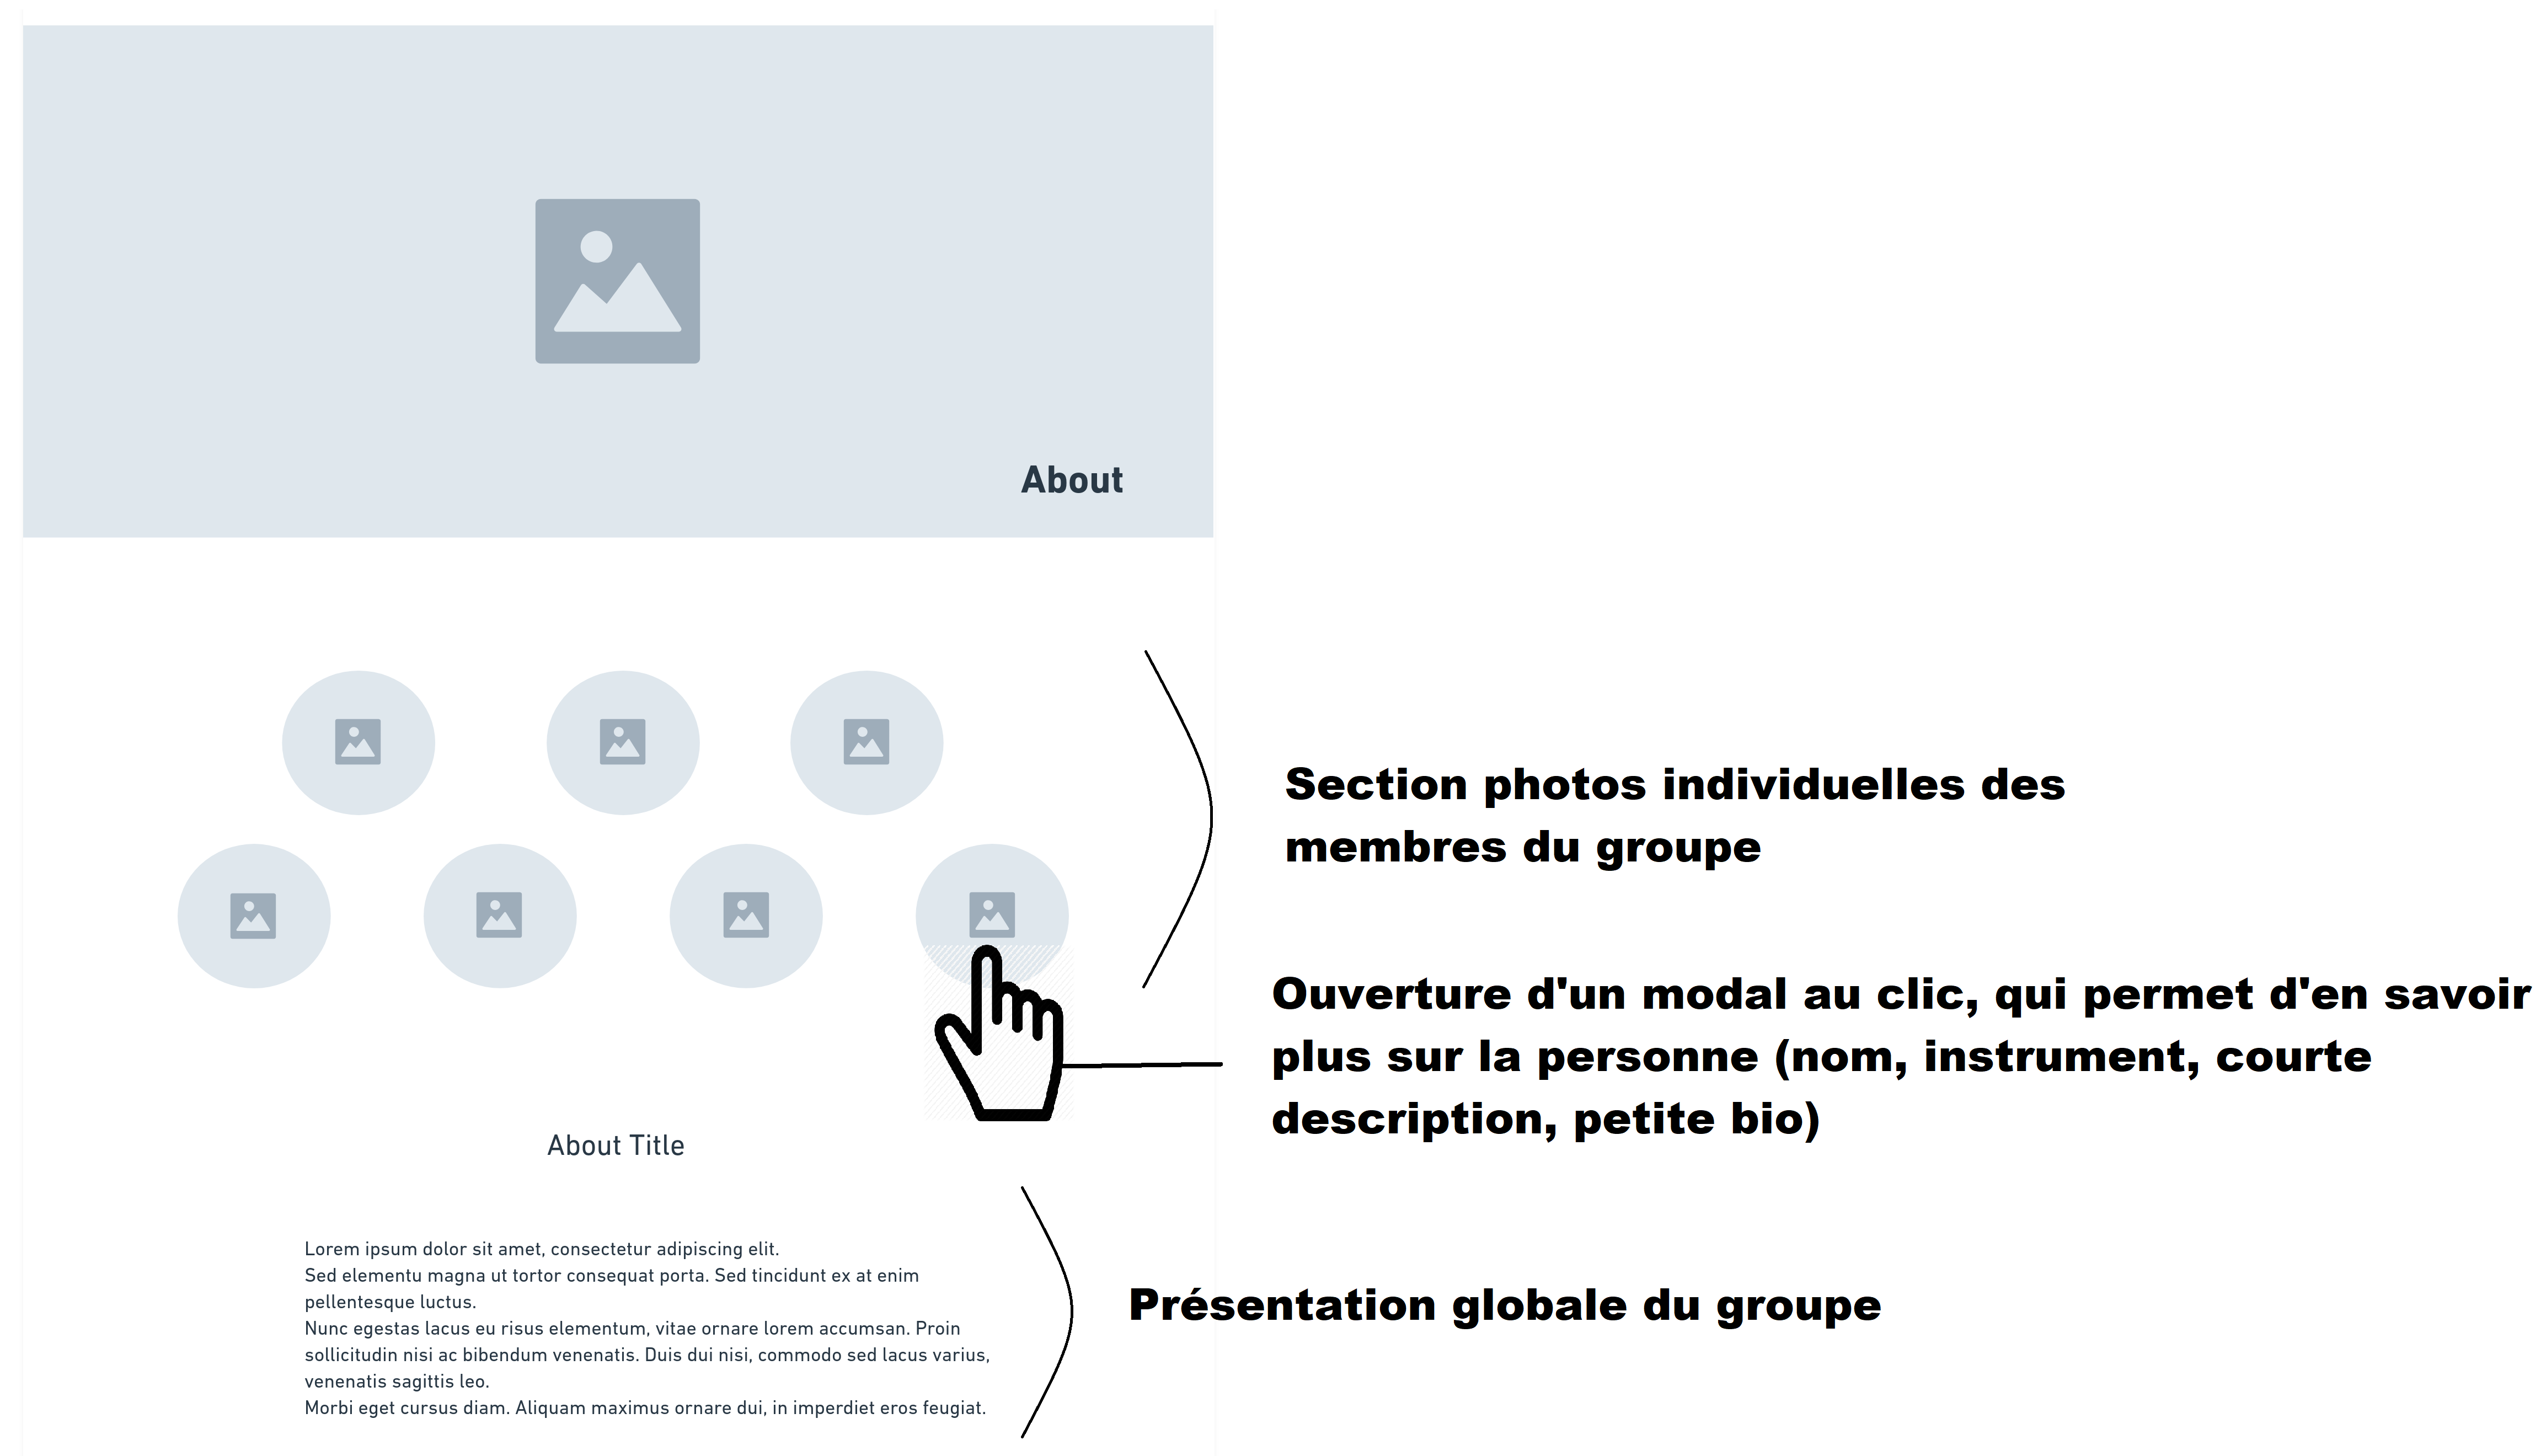 About
Section photos individuelles des
membres du groupe
Ouverture d'un modal au clic, qui permet d'en savoir
plus sur la personne (nom, instrument, courte
description, petite bio)
About Title
Lorem ipsum dolor sit amet, consectetur adipiscing elit.
Sed elementu magna ut tortor consequat porta. Sed tincidunt ex at enim
pellentesque luctus.
Nunc egestas lacus eu risus elementum, vitae ornare lorem accumsan. Proin
sollicitudin nisi ac bibendum venenatis. Duis dui nisi, commodo sed lacus varius,
venenatis sagittis leo.
Morbi eget cursus diam. Aliquam maximus ornare dui, in imperdiet eros feugiat.
Présentation globale du groupe